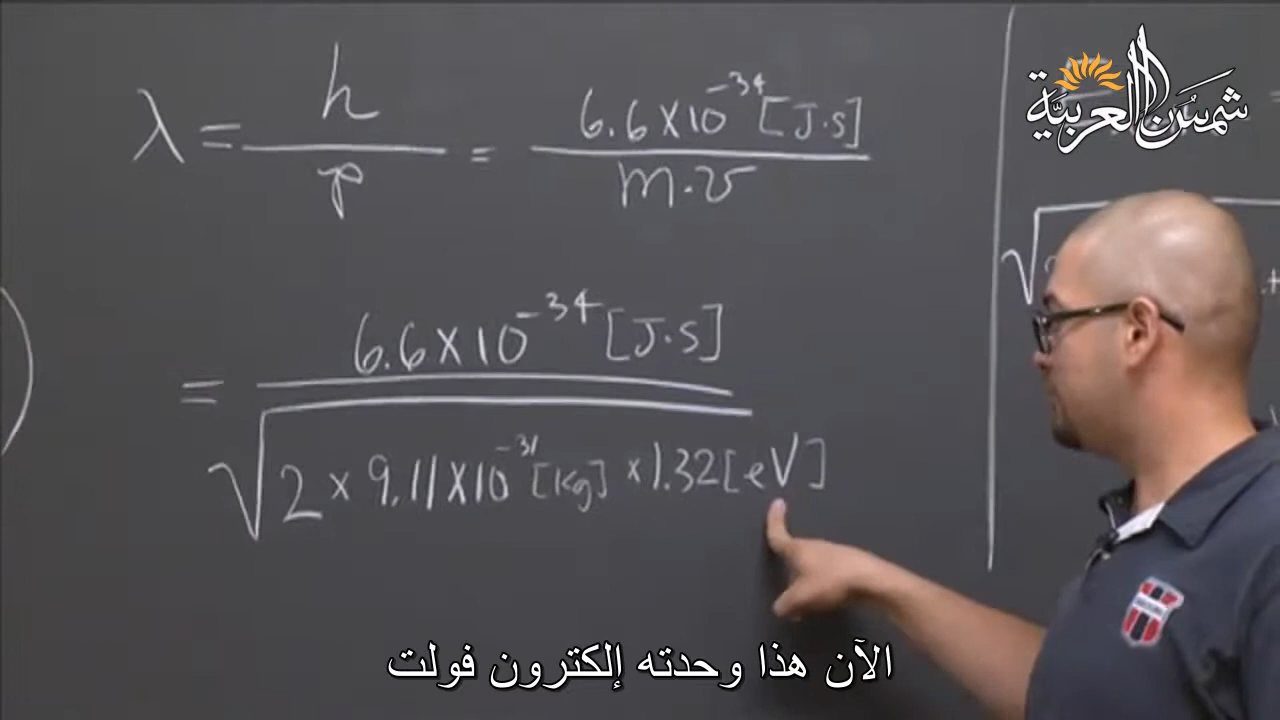 شمس العربية
λ = h / p = 6.6×10⁻³⁴ [J·s] / m·v
= 6.6×10⁻³⁴ [J·s] / √(2 × 9.11×10⁻³¹ [kg] × 1.32 [eV])
الآن هذا وحدته إلكترون فولت